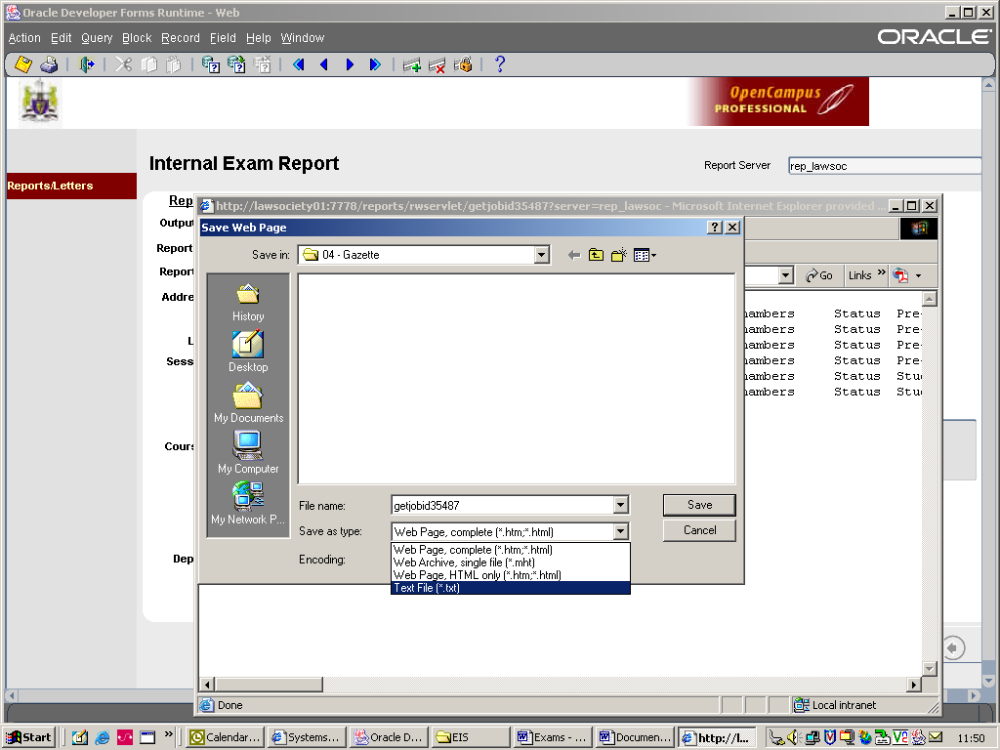 Oracle Developer Forms Runtime - Web
Action Edit Query Block Record Field Help Window
ORACLE
OpenCampus
PROFESSIONAL
Internal Exam Report
Report Server
rep_lawsoc
Reports/Letters
Rep
Output
Report
Report
Addre
L
Sess
Cours
Dep
http://lawsociety01:7778/reports/rwservlet/getjobid35487?server=rep_lawsoc - Microsoft Internet Explorer provided ...
Save Web Page
Save in:
04 - Gazette
Go
Links
History
Desktop
My Documents
My Computer
My Network P...
hambers Status Pre-
hambers Status Pre-
hambers Status Pre-
hambers Status Pre-
hambers Status Stu
hambers Status Stu
File name:
getjobid35487
Save
Save as type:
Web Page, complete (*.htm;*.html)
Cancel
Web Page, complete (*.htm;*.html)
Web Archive, single file (*.mht)
Web Page, HTML only (*.htm;*.html)
Text File (*.txt)
Encoding:
Done
Local intranet
Start
Calendar...
Systems...
Oracle D...
EIS
Exams - ...
Documen...
http://l...
11:50